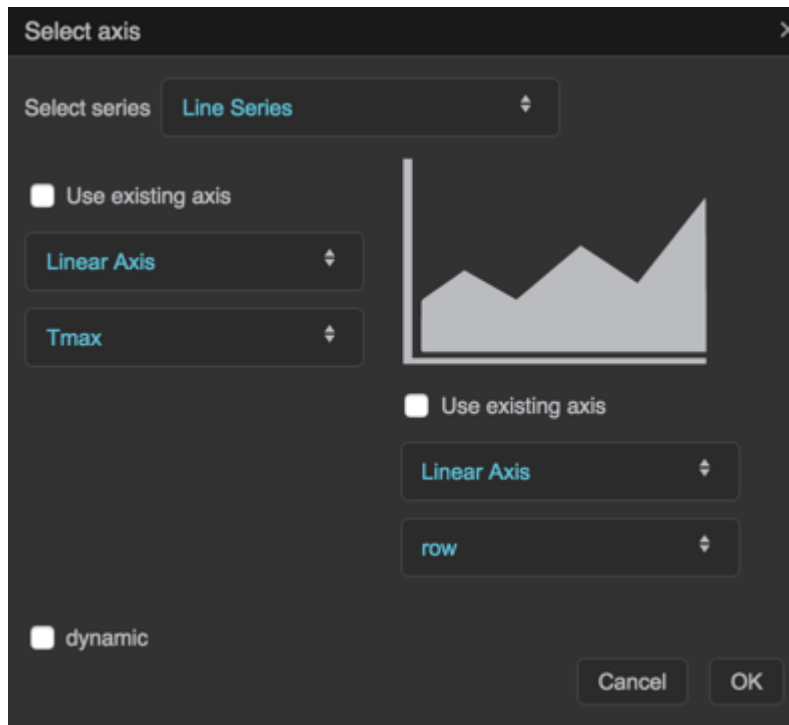 Select axis
Select series Line Series
Use existing axis
Linear Axis
Tmax
Use existing axis
Linear Axis
row
dynamic
Cancel OK